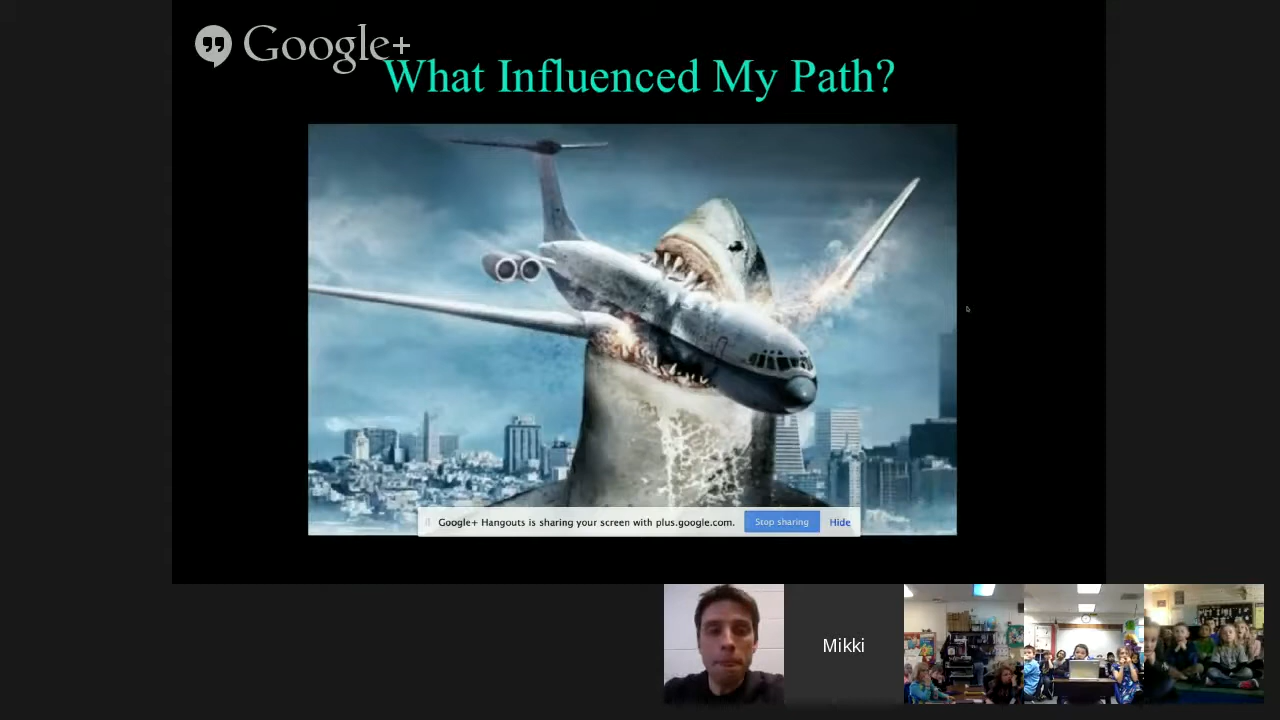 Google+
What Influenced My Path?
Google+ Hangouts is sharing your screen with plus.google.com. Stop sharing Hide
Mikki